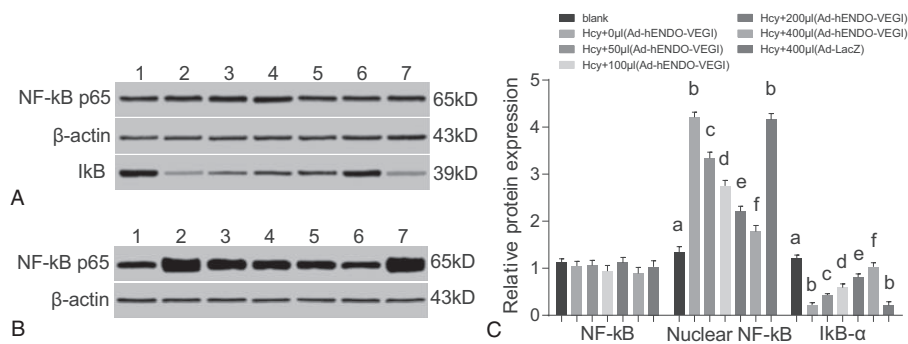 1 2 3 4 5 6 7
NF-kB p65 65kD
β-actin 43kD
IkB 39kD
A
1 2 3 4 5 6 7
NF-kB p65 65kD
β-actin 43kD
B
blank
Hcy+0µl(Ad-hENDO-VEGI)
Hcy+50µl(Ad-hENDO-VEGI)
Hcy+100µl(Ad-hENDO-VEGI)
Hcy+200µl(Ad-hENDO-VEGI)
Hcy+400µl(Ad-hENDO-VEGI)
Hcy+400µl(Ad-LacZ)
Relative protein expression
5
4
3
2
1
0
a b c d e f b
a b c d e f b
NF-kB Nuclear NF-kB IkB-α
C